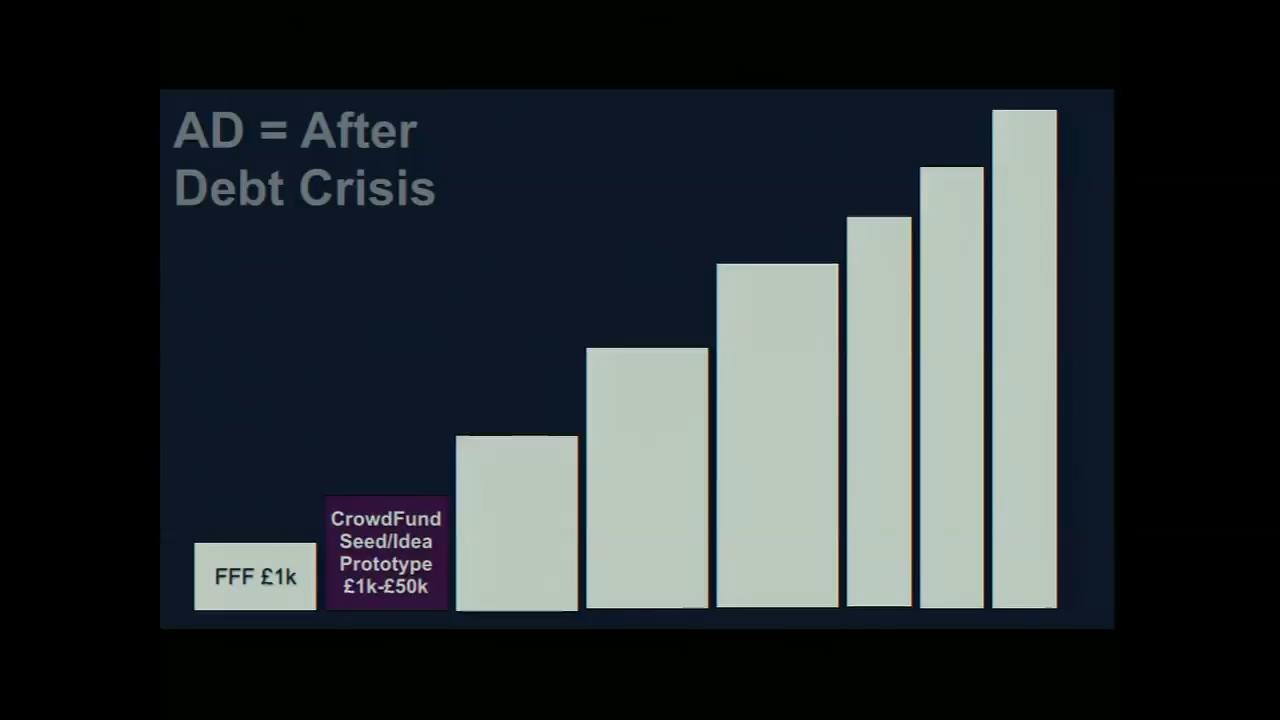 AD = After
Debt Crisis
FFF £1k
CrowdFund
Seed/Idea
Prototype
£1k-£50k